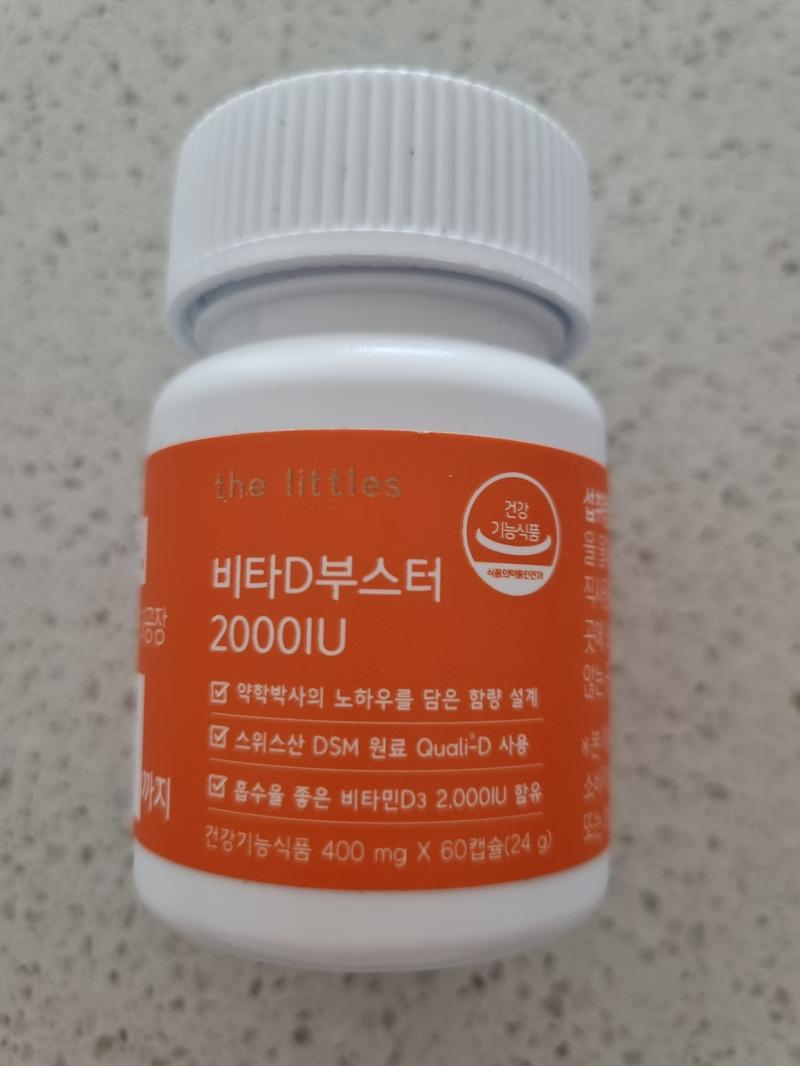 the littles
건강
기능식품
식품의약품안전처
비타D부스터
2000IU
약학박사의 노하우를 담은 함량 설계
스위스산 DSM 원료 Quali®-D 사용
흡수율 좋은 비타민D3 2,000IU 함유
건강기능식품 400 mg X 60캡슐(24 g)
까지